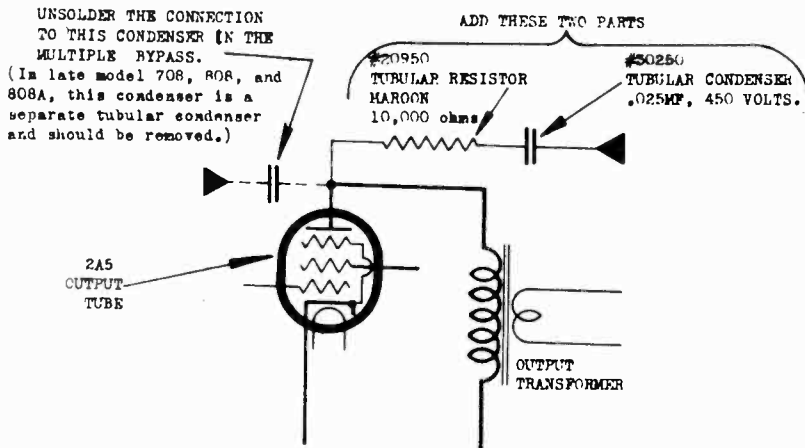 UNSOLDER THE CONNECTION
TO THIS CONDENSER IN THE
MULTIPLE BYPASS.
(In late model 708, 808, and
808A, this condenser is a
separate tubular condenser
and should be removed.)
ADD THESE TWO PARTS
#20950
TUBULAR RESISTOR
MAROON
10,000 ohms
#30250
TUBULAR CONDENSER
.025MF, 450 VOLTS.
2A5
OUTPUT
TUBE
OUTPUT
TRANSFORMER